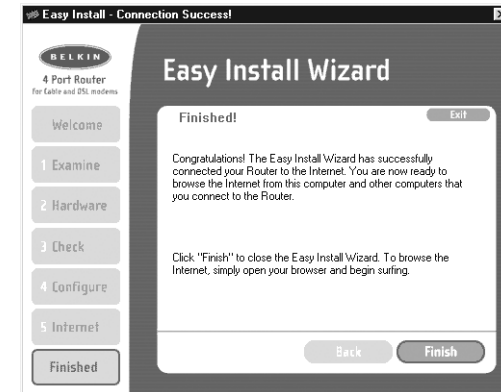 Easy Install - Connection Success!
BELKIN
4 Port Router
for Cable and DSL modems
Easy Install Wizard
Welcome
1 Examine
2 Hardware
3 Check
4 Configure
5 Internet
Finished
Finished!
Exit
Congratulations! The Easy Install Wizard has successfully
connected your Router to the Internet. You are now ready to
browse the Internet from this computer and other computers that
you connect to the Router.
Click "Finish" to close the Easy Install Wizard. To browse the
Internet, simply open your browser and begin surfing.
Back
Finish